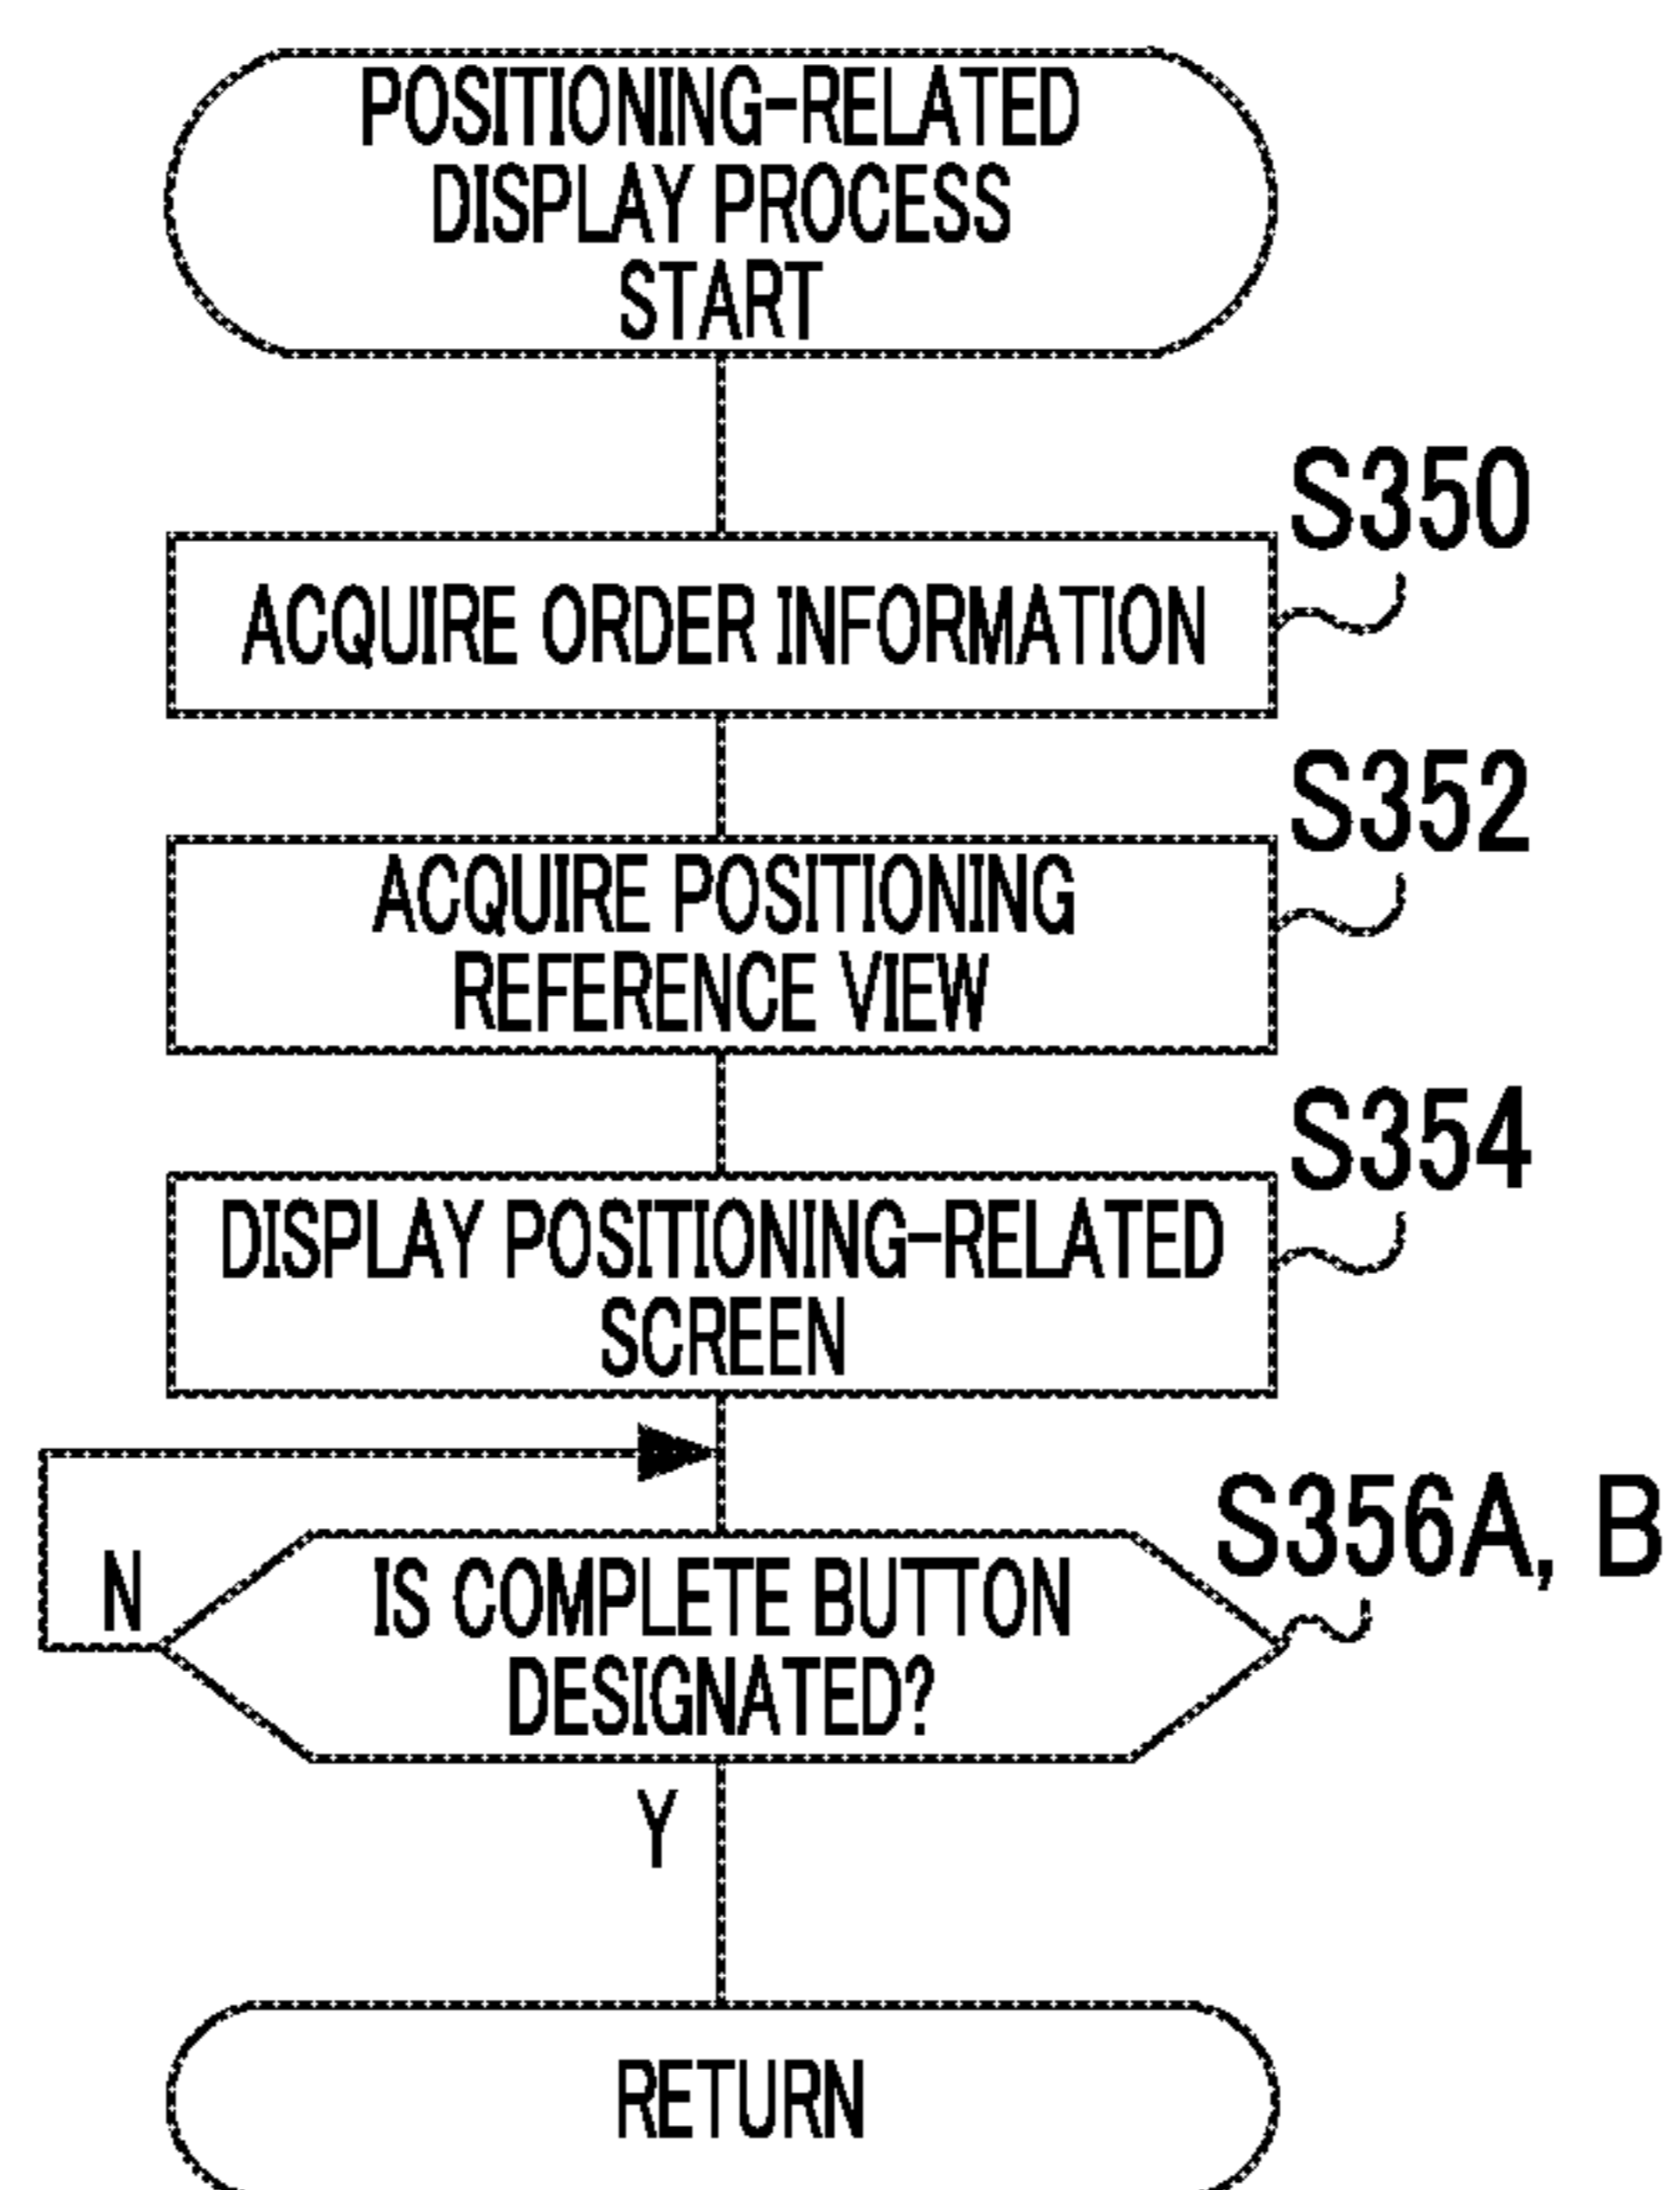 POSITIONING-RELATED
DISPLAY PROCESS
START
S350
ACQUIRE ORDER INFORMATION
S352
ACQUIRE POSITIONING
REFERENCE VIEW
S354
DISPLAY POSITIONING-RELATED
SCREEN
S356A, B
N
IS COMPLETE BUTTON
DESIGNATED?
Y
RETURN